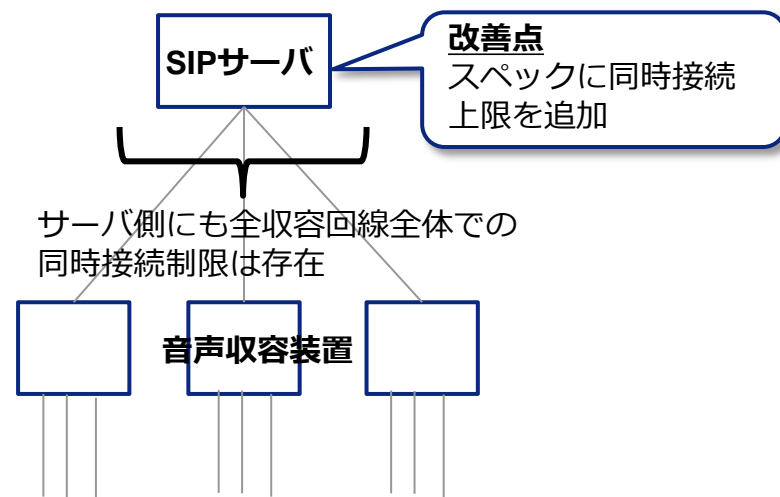 SIPサーバ
改善点
スペックに同時接続
上限を追加
サーバ側にも全収容回線全体での
同時接続制限は存在
音声収容装置